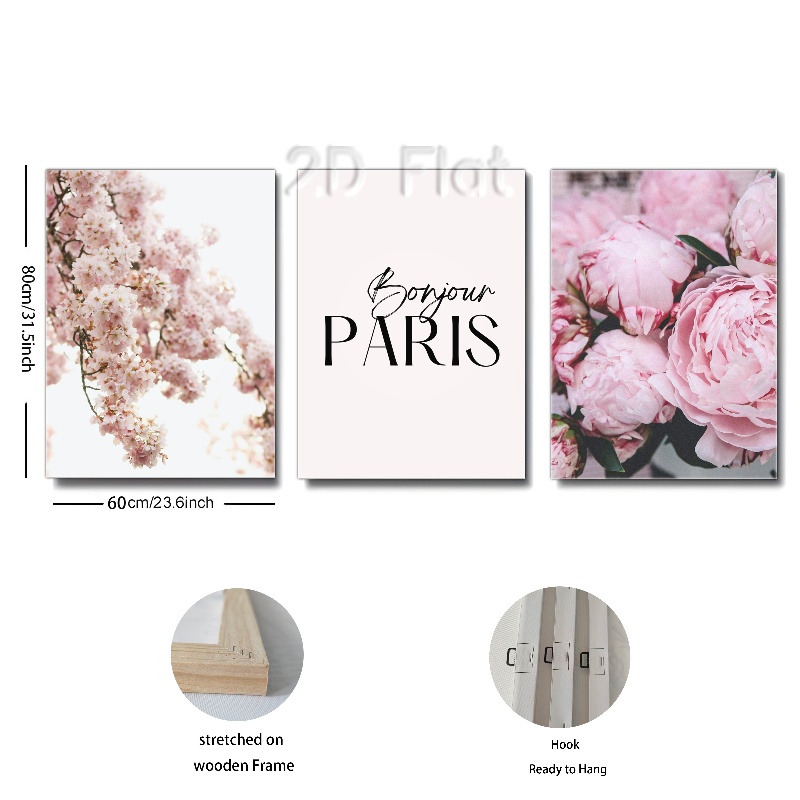 2D Flat
80cm/31.5inch
Bonjour
PARIS
60cm/23.6inch
stretched on
wooden Frame
Hook
Ready to Hang